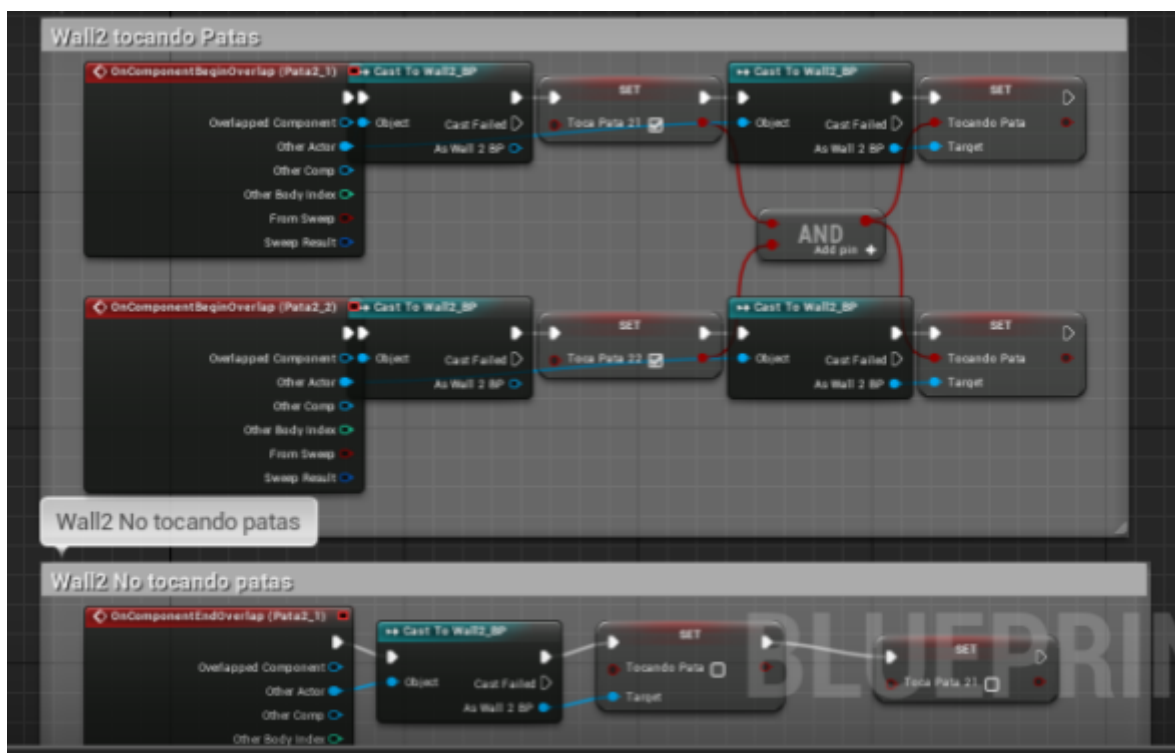 Wall2 tocando Patas
OnComponentBeginOverlap (Pata2_1)
Cast To Wall2_BP
SET
Cast To Wall2_BP
SET
Overlapped Component
Object
Cast Failed
Toca Pata 21
Object
Cast Failed
Tocando Pata
Other Actor
As Wall 2 BP
As Wall 2 BP
Target
Other Comp
Other Body Index
From Sweep
Sweep Result
AND
Add pin +
OnComponentBeginOverlap (Pata2_2)
Cast To Wall2_BP
SET
Cast To Wall2_BP
SET
Overlapped Component
Object
Cast Failed
Toca Pata 22
Object
Cast Failed
Tocando Pata
Other Actor
As Wall 2 BP
As Wall 2 BP
Target
Other Comp
Other Body Index
From Sweep
Sweep Result
Wall2 No tocando patas
Wall2 No tocando patas
OnComponentEndOverlap (Pata2_1)
Cast To Wall2_BP
SET
SET
Overlapped Component
Other Actor
Object
Cast Failed
As Wall 2 BP
Tocando Pata
Target
Toca Pata 21
Other Comp
Other Body Index
BLUEPRIN